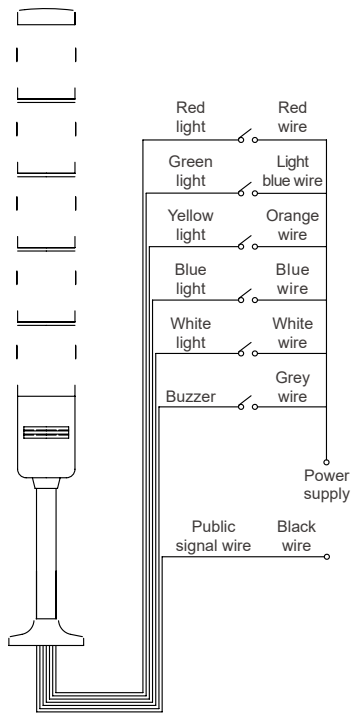 Red Red
light wire
Green Light
light blue wire
Yellow Orange
light wire
Blue Blue
light wire
White White
light wire
Grey
Buzzer wire
Power
supply
Public Black
signal wire wire